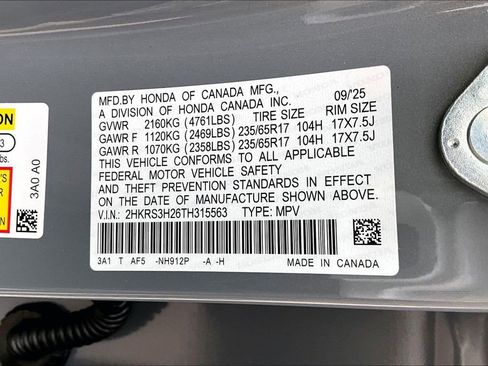 MFD.BY HONDA OF CANADA MFG., 09/25
A DIVISION OF HONDA CANADA INC.
GVWR 2160KG (4761LBS) TIRE SIZE RIM SIZE
GAWR F 1120KG (2469LBS) 235/65R17 104H 17X7.5J
GAWR R 1070KG (2358LBS) 235/65R17 104H 17X7.5J
THIS VEHICLE CONFORMS TO ALL APPLICABLE
FEDERAL MOTOR VEHICLE SAFETY
AND THEFT PREVENTION STANDARDS IN EFFECT
ON THE DATE OF MANUFACTURE SHOWN ABOVE.
V.I.N.: 2HKRS3H26TH315563 TYPE: MPV
3A1 T AF5 -NH912P -A -H MADE IN CANADA
ON
3
bs.
'S
R
3A0 A0